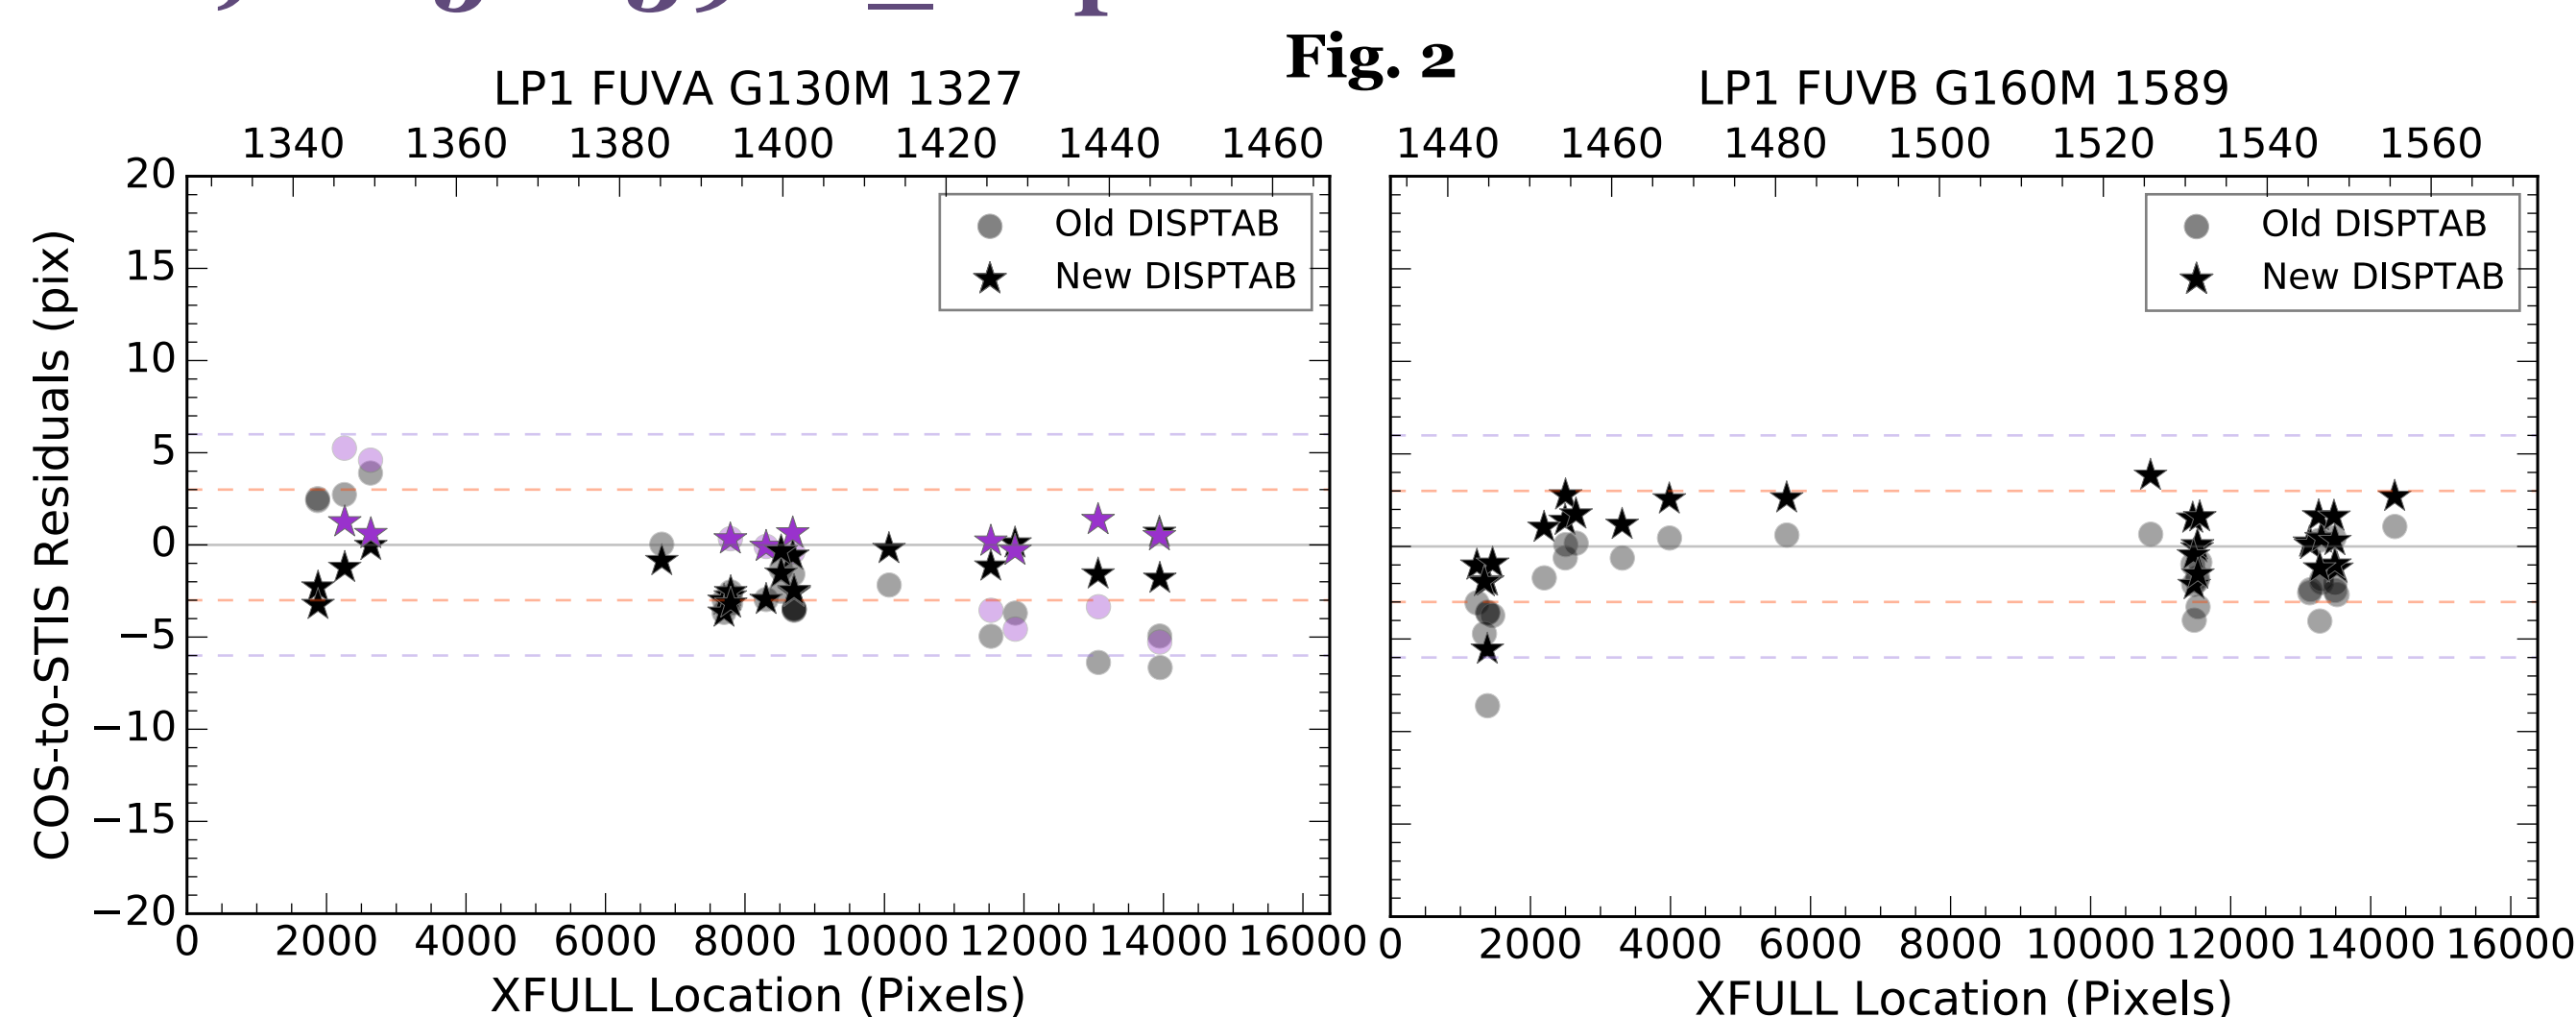 Fig. 2
LP1 FUVA G130M 1327
1340 1360 1380 1400 1420 1440 1460
20
15
10
5
0
−5
−10
−15
−20
COS-to-STIS Residuals (pix)
Old DISPTAB
New DISPTAB
0 2000 4000 6000 8000 10000 12000 14000 16000
XFULL Location (Pixels)
LP1 FUVB G160M 1589
1440 1460 1480 1500 1520 1540 1560
Old DISPTAB
New DISPTAB
0 2000 4000 6000 8000 10000 12000 14000 16000
XFULL Location (Pixels)